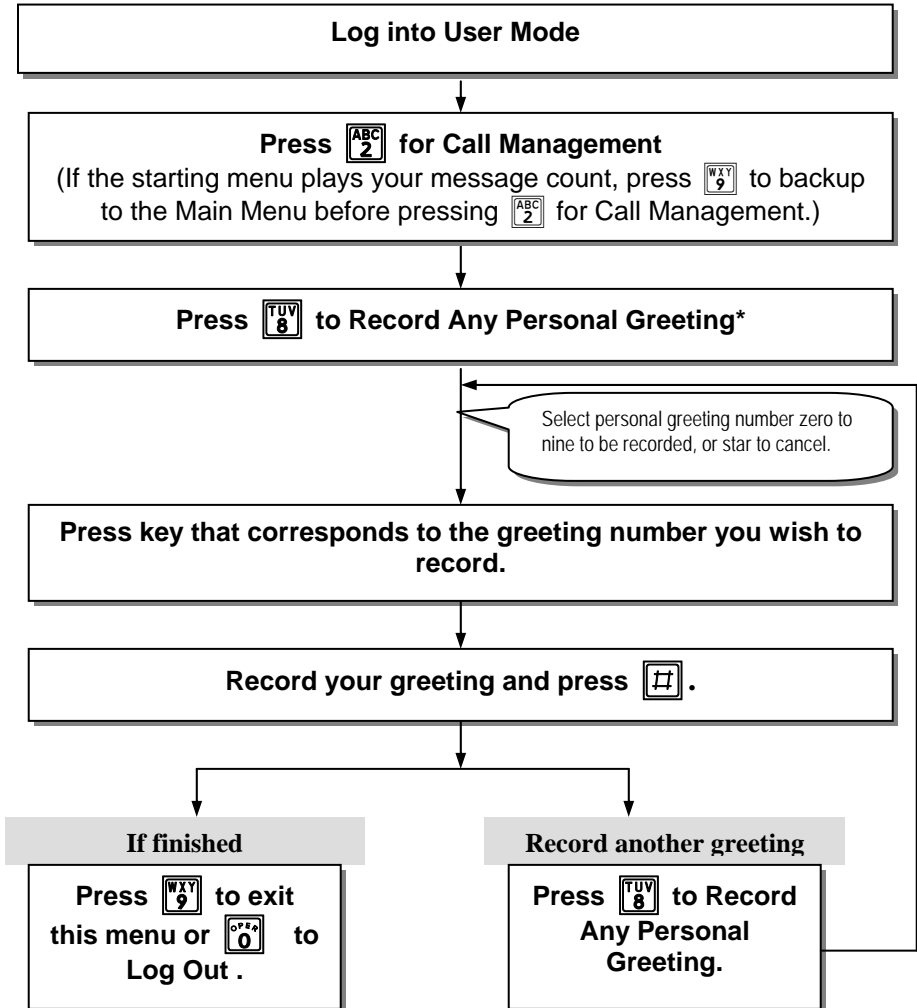 Log into User Mode
Press ABC 2 for Call Management
(If the starting menu plays your message count, press WXY 9 to backup
to the Main Menu before pressing ABC 2 for Call Management.)
Press TUV 8 to Record Any Personal Greeting*
Select personal greeting number zero to
nine to be recorded, or star to cancel.
Press key that corresponds to the greeting number you wish to
record.
Record your greeting and press #.
If finished
Press WXY 9 to exit
this menu or OPER 0 to
Log Out .
Record another greeting
Press TUV 8 to Record
Any Personal
Greeting.